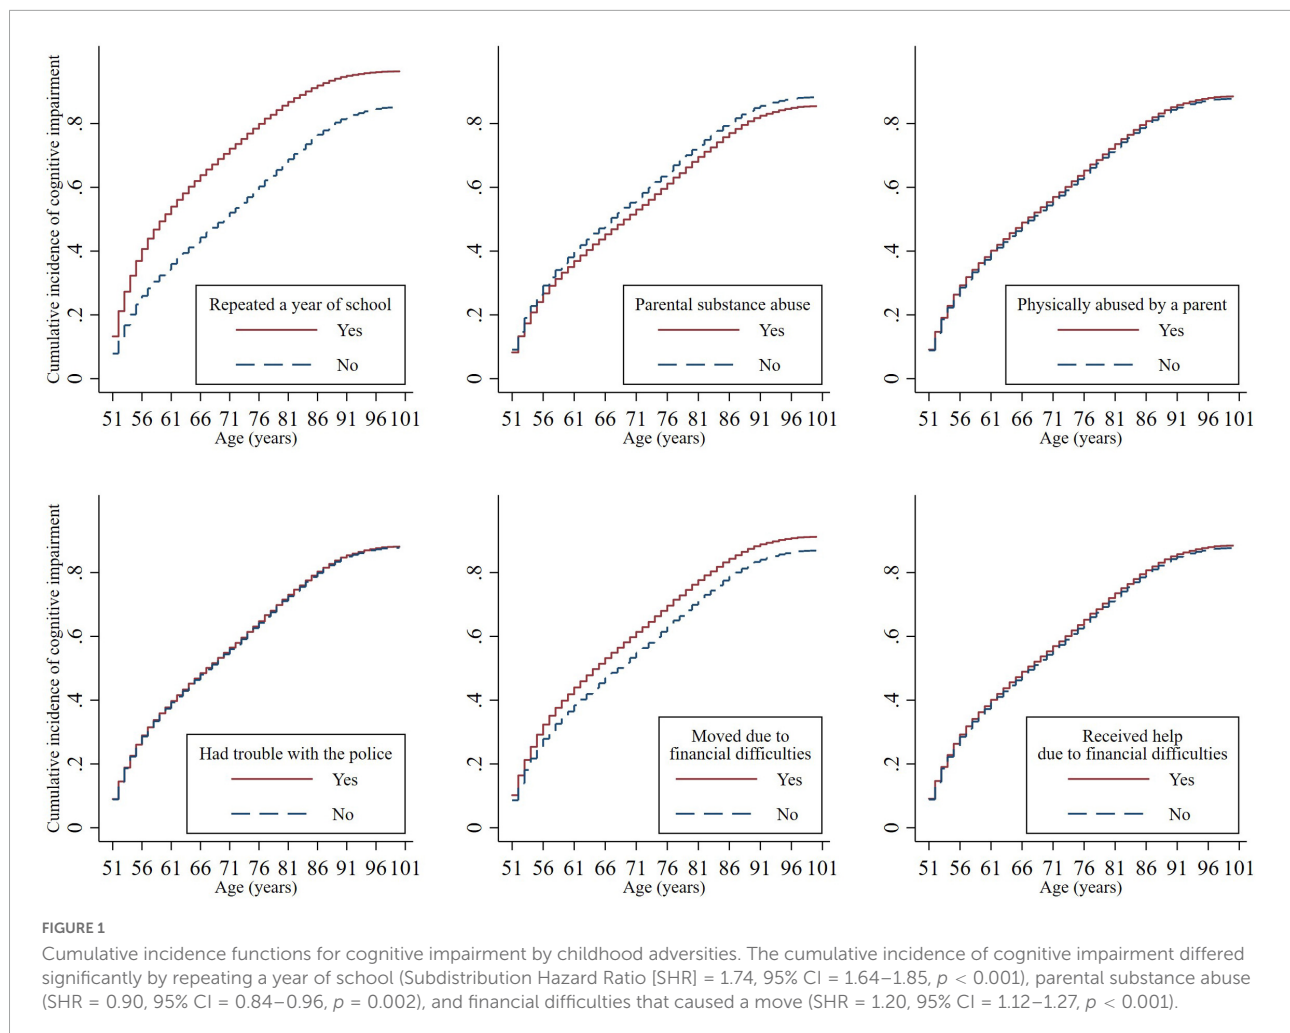 Cumulative incidence of cognitive impairment
0
.2
.4
.6
.8
Repeated a year of school
Yes
No
51 56 61 66 71 76 81 86 91 96 101
Age (years)
0
.2
.4
.6
.8
Parental substance abuse
Yes
No
51 56 61 66 71 76 81 86 91 96 101
Age (years)
0
.2
.4
.6
.8
Physically abused by a parent
Yes
No
51 56 61 66 71 76 81 86 91 96 101
Age (years)
Cumulative incidence of cognitive impairment
0
.2
.4
.6
.8
Had trouble with the police
Yes
No
51 56 61 66 71 76 81 86 91 96 101
Age (years)
0
.2
.4
.6
.8
Moved due to
financial difficulties
Yes
No
51 56 61 66 71 76 81 86 91 96 101
Age (years)
0
.2
.4
.6
.8
Received help
due to financial difficulties
Yes
No
51 56 61 66 71 76 81 86 91 96 101
Age (years)
FIGURE 1
Cumulative incidence functions for cognitive impairment by childhood adversities. The cumulative incidence of cognitive impairment differed
significantly by repeating a year of school (Subdistribution Hazard Ratio [SHR] = 1.74, 95% CI = 1.64–1.85, p < 0.001), parental substance abuse
(SHR = 0.90, 95% CI = 0.84–0.96, p = 0.002), and financial difficulties that caused a move (SHR = 1.20, 95% CI = 1.12–1.27, p < 0.001).